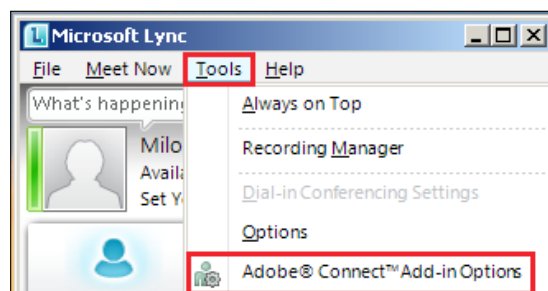 Microsoft Lync
File Meet Now Tools Help
What's happening
Always on Top
Milo
Recording Manager
Availa
Set Y
Dial-in Conferencing Settings
Options
Adobe® Connect™ Add-in Options